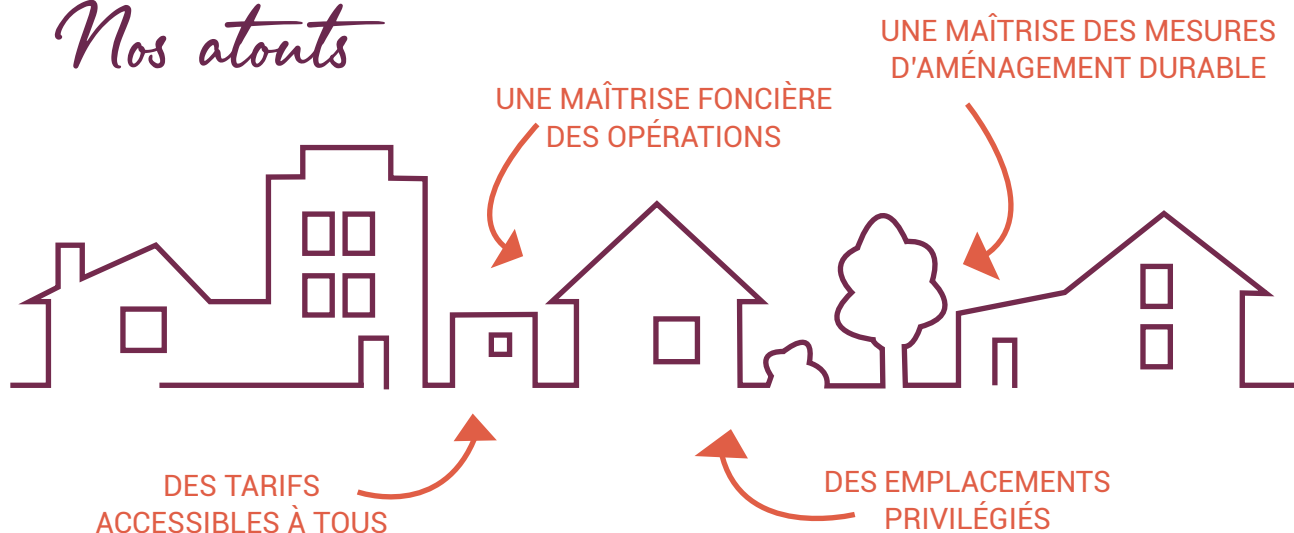 Nos atouts
UNE MAÎTRISE FONCIÈRE
DES OPÉRATIONS
UNE MAÎTRISE DES MESURES
D'AMÉNAGEMENT DURABLE
DES TARIFS
ACCESSIBLES À TOUS
DES EMPLACEMENTS
PRIVILÉGIÉS